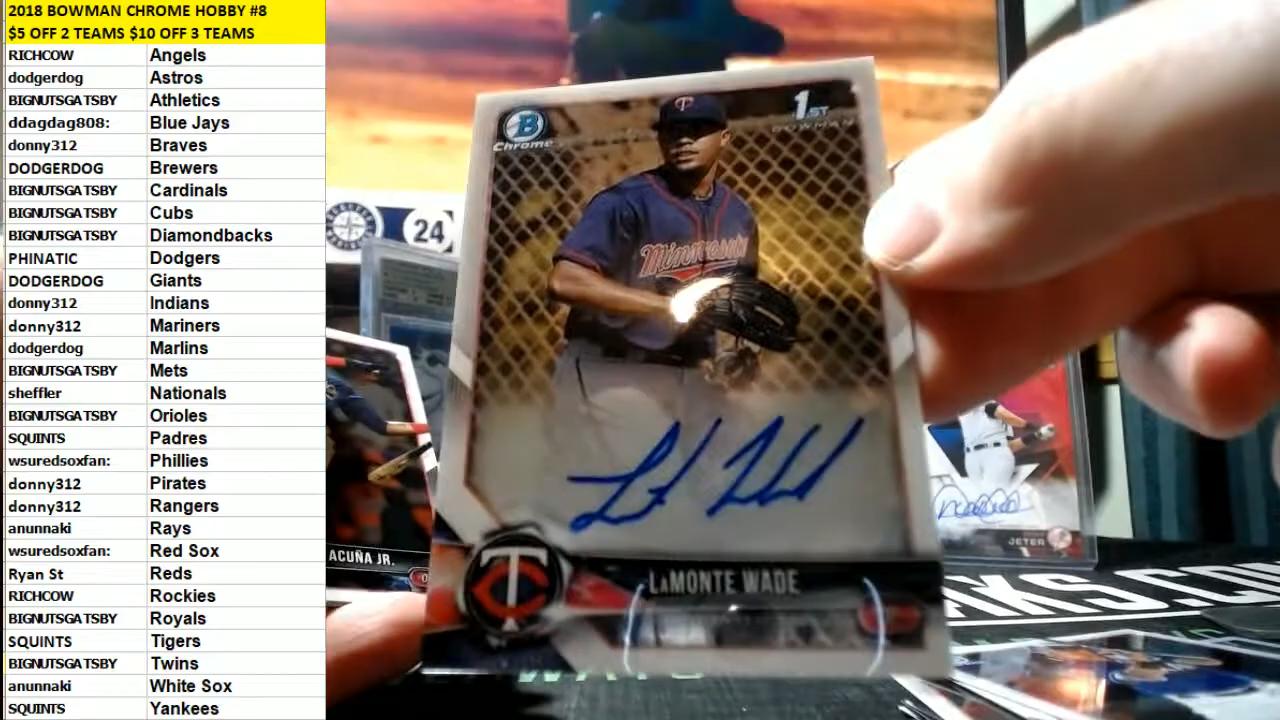 2018 BOWMAN CHROME HOBBY #8
$5 OFF 2 TEAMS $10 OFF 3 TEAMS
RICHCOW Angels
dodgerdog Astros
BIGNUTSGATSBY Athletics
ddagdag808: Blue Jays
donny312 Braves
DODGERDOG Brewers
BIGNUTSGATSBY Cardinals
BIGNUTSGATSBY Cubs
BIGNUTSGATSBY Diamondbacks
PHINATIC Dodgers
DODGERDOG Giants
donny312 Indians
donny312 Mariners
dodgerdog Marlins
BIGNUTSGATSBY Mets
sheffler Nationals
BIGNUTSGATSBY Orioles
SQUINTS Padres
wsuredsoxfan: Phillies
donny312 Pirates
donny312 Rangers
anunnaki Rays
wsuredsoxfan: Red Sox
Ryan St Reds
RICHCOW Rockies
BIGNUTSGATSBY Royals
SQUINTS Tigers
BIGNUTSGATSBY Twins
anunnaki White Sox
SQUINTS Yankees
B
Chrome
1ST
BOWMAN
T
Minnesota
24
TC
LaMONTE WADE
ACUÑA JR.
JETER